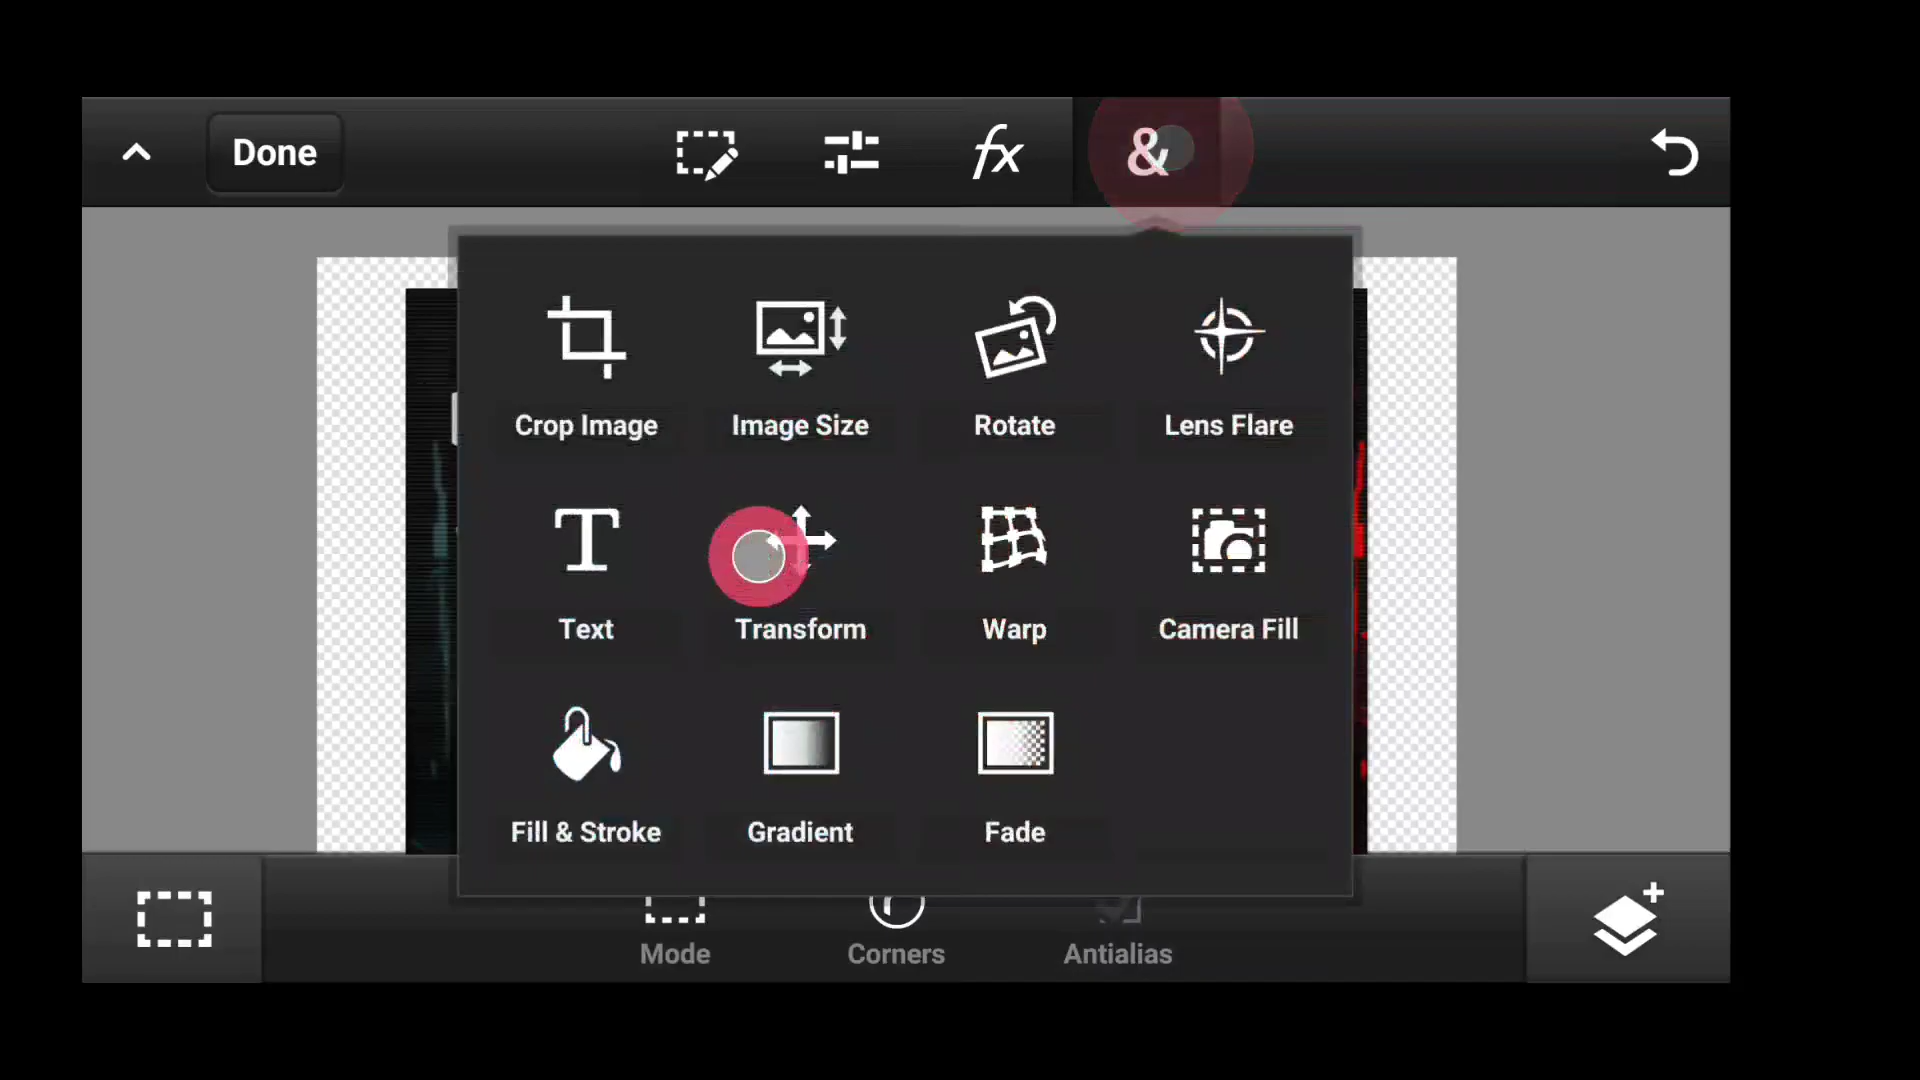 Done fx &
Crop Image Image Size Rotate Lens Flare
T
Text Transform Warp Camera Fill
Fill & Stroke Gradient Fade
Mode Corners Antialias